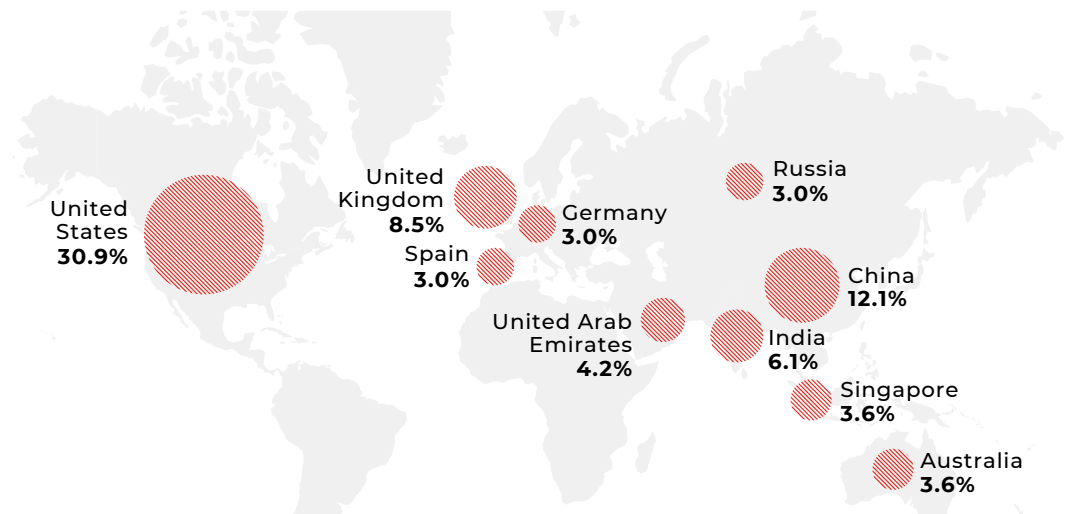 United
States
30.9%
United
Kingdom
8.5%
Spain
3.0%
Germany
3.0%
Russia
3.0%
China
12.1%
United Arab
Emirates
4.2%
India
6.1%
Singapore
3.6%
Australia
3.6%